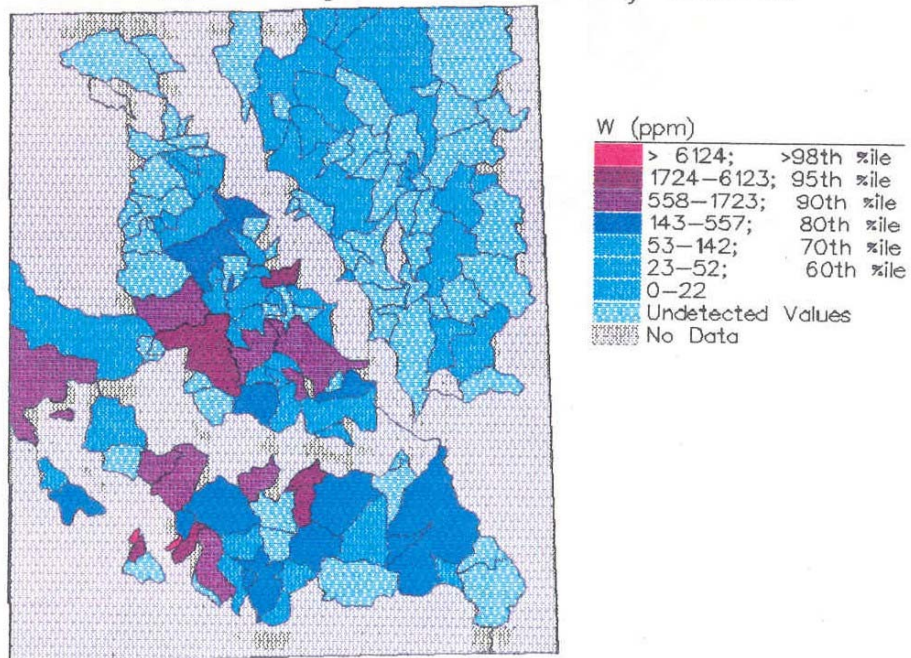 W (ppm)
> 6124; >98th %ile
1724–6123; 95th %ile
558–1723; 90th %ile
143–557; 80th %ile
53–142; 70th %ile
23–52; 60th %ile
0–22
Undetected Values
No Data